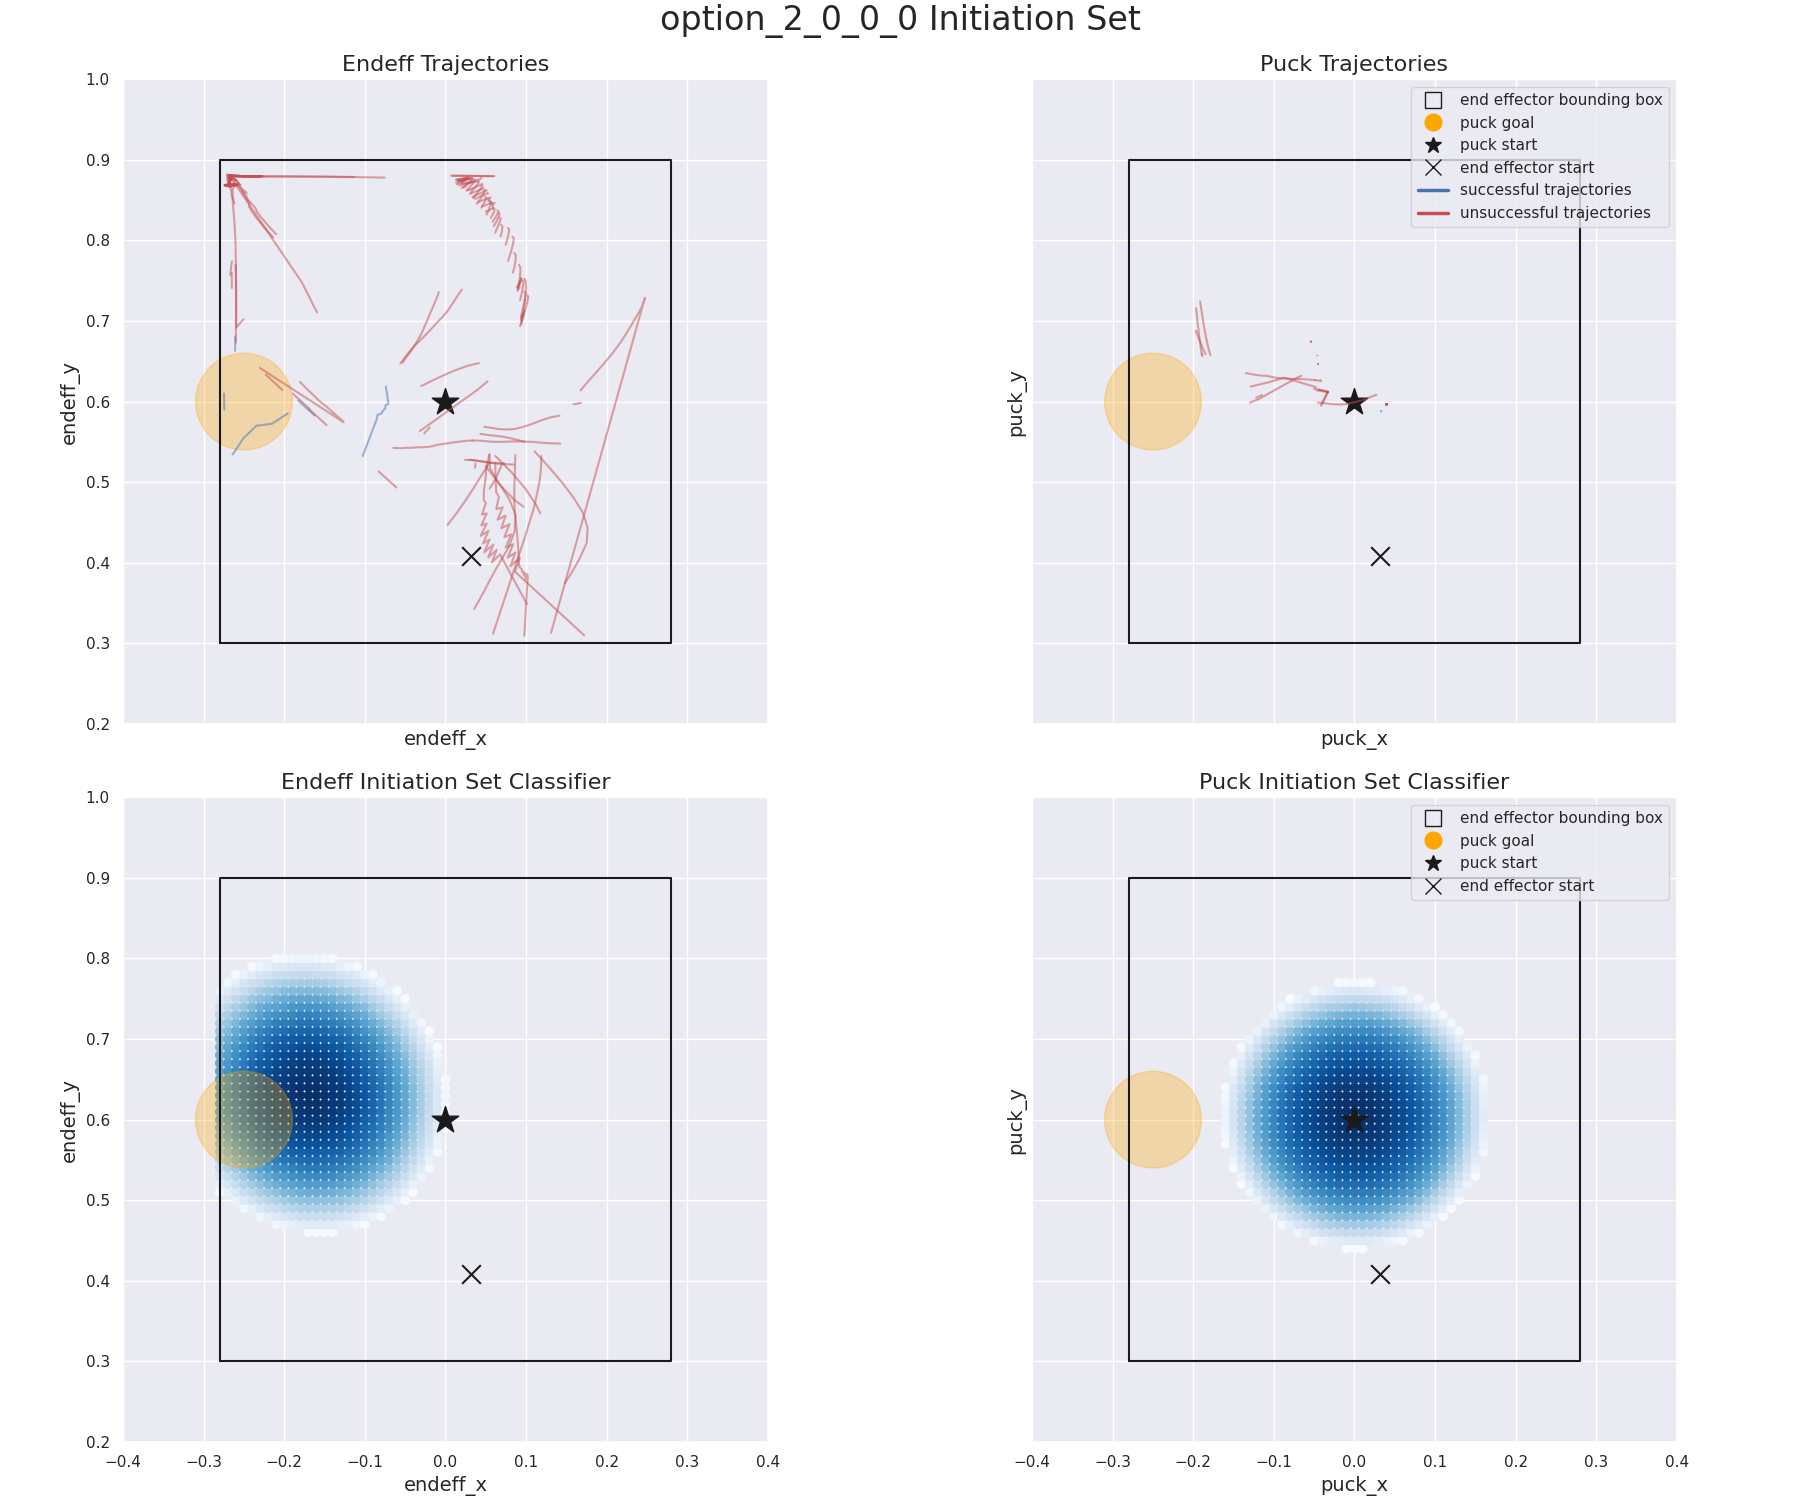 option_2_0_0_0 Initiation Set
Endeff Trajectories
1.0
0.9
0.8
0.7
0.6
0.5
0.4
0.3
0.2
endeff_y
endeff_x
Puck Trajectories
end effector bounding box
puck goal
puck start
end effector start
successful trajectories
unsuccessful trajectories
puck_y
puck_x
Endeff Initiation Set Classifier
1.0
0.9
0.8
0.7
0.6
0.5
0.4
0.3
0.2
endeff_y
−0.4 −0.3 −0.2 −0.1 0.0 0.1 0.2 0.3 0.4
endeff_x
Puck Initiation Set Classifier
end effector bounding box
puck goal
puck start
end effector start
puck_y
−0.4 −0.3 −0.2 −0.1 0.0 0.1 0.2 0.3 0.4
puck_x